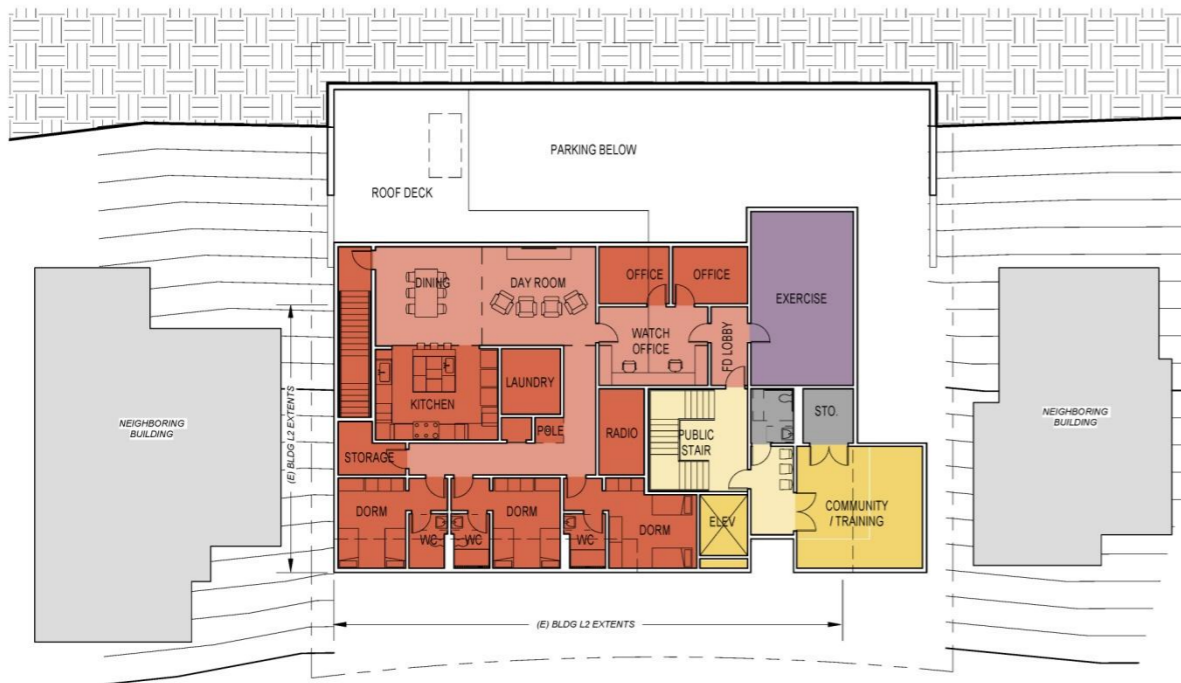 PARKING BELOW
ROOF DECK
DINING
DAY ROOM
OFFICE
OFFICE
EXERCISE
WATCH
OFFICE
FD LOBBY
LAUNDRY
KITCHEN
POLE
RADIO
PUBLIC
STAIR
STO.
STORAGE
NEIGHBORING
BUILDING
(E) BLDG L2 EXTENTS
NEIGHBORING
BUILDING
DORM
WC
WC
DORM
WC
DORM
ELEV
COMMUNITY
/ TRAINING
(E) BLDG L2 EXTENTS